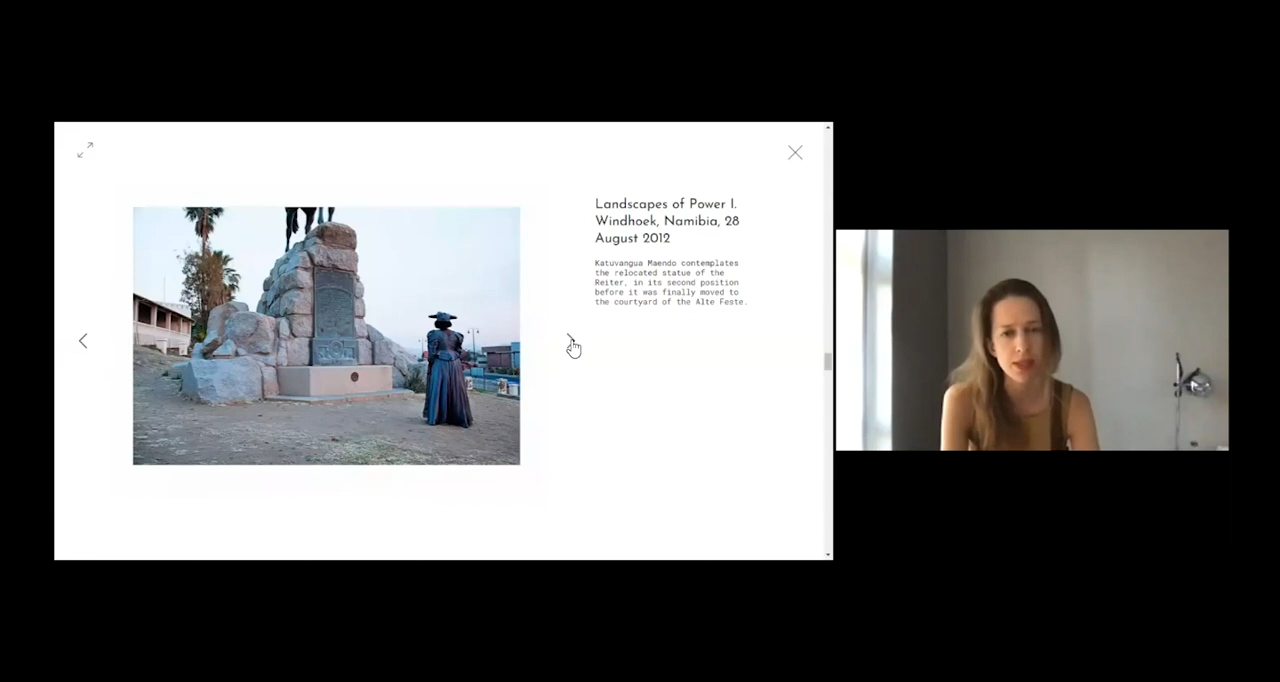 Landscapes of Power I.
Windhoek, Namibia, 28
August 2012
Katuvangua Maendo contemplates
the relocated statue of the
Reiter, in its second position
before it was finally moved to
the courtyard of the Alte Feste.